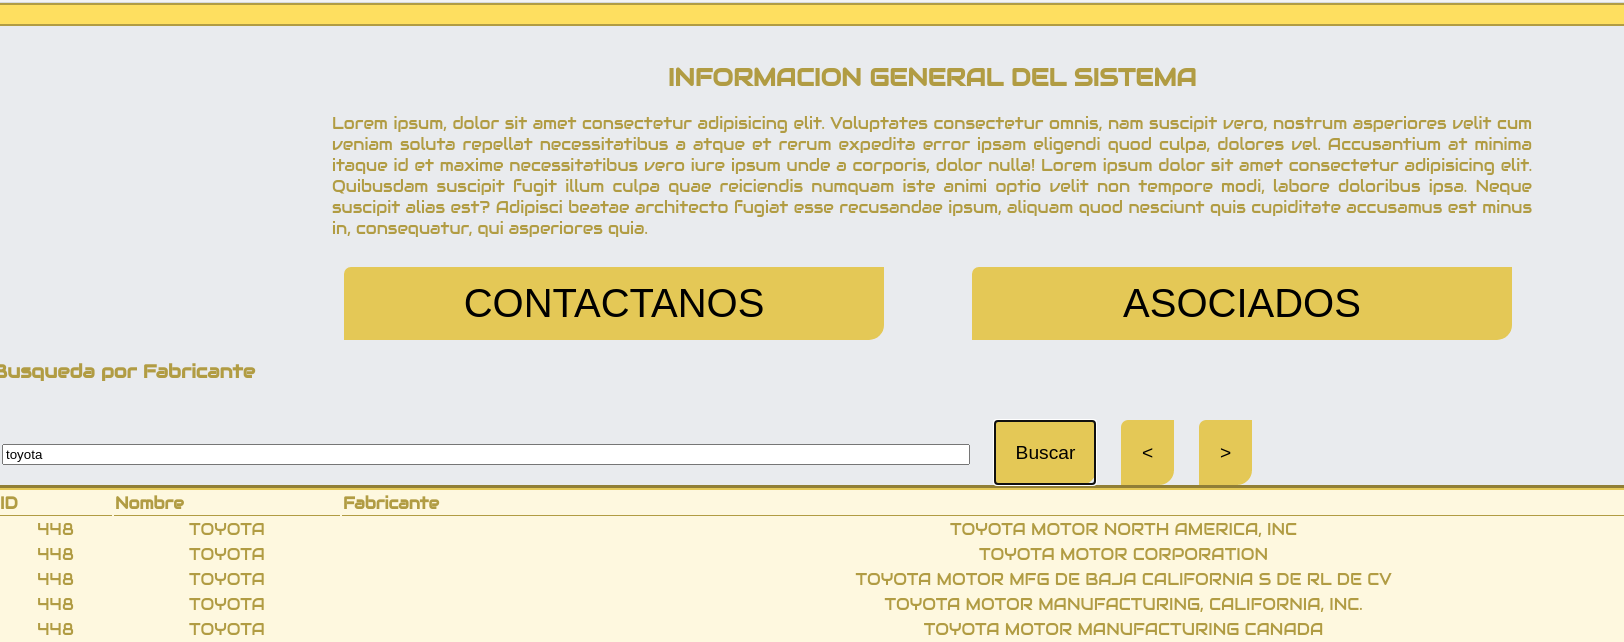 INFORMACION GENERAL DEL SISTEMA
Lorem ipsum, dolor sit amet consectetur adipisicing elit. Voluptates consectetur omnis, nam suscipit vero, nostrum asperiores velit cum
veniam soluta repellat necessitatibus a atque et rerum expedita error ipsam eligendi quod culpa, dolores vel. Accusantium at minima
itaque id et maxime necessitatibus vero iure ipsum unde a corporis, dolor nulla! Lorem ipsum dolor sit amet consectetur adipisicing elit.
Quibusdam suscipit fugit illum culpa quae reiciendis numquam iste animi optio velit non tempore modi, labore doloribus ipsa. Neque
suscipit alias est? Adipisci beatae architecto fugiat esse recusandae ipsum, aliquam quod nesciunt quis cupiditate accusamus est minus
in, consequatur, qui asperiores quia.
CONTACTANOS ASOCIADOS
Busqueda por Fabricante
toyota Buscar < >
ID Nombre Fabricante
448 TOYOTA TOYOTA MOTOR NORTH AMERICA, INC
448 TOYOTA TOYOTA MOTOR CORPORATION
448 TOYOTA TOYOTA MOTOR MFG DE BAJA CALIFORNIA S DE RL DE CV
448 TOYOTA TOYOTA MOTOR MANUFACTURING, CALIFORNIA, INC.
448 TOYOTA TOYOTA MOTOR MANUFACTURING CANADA